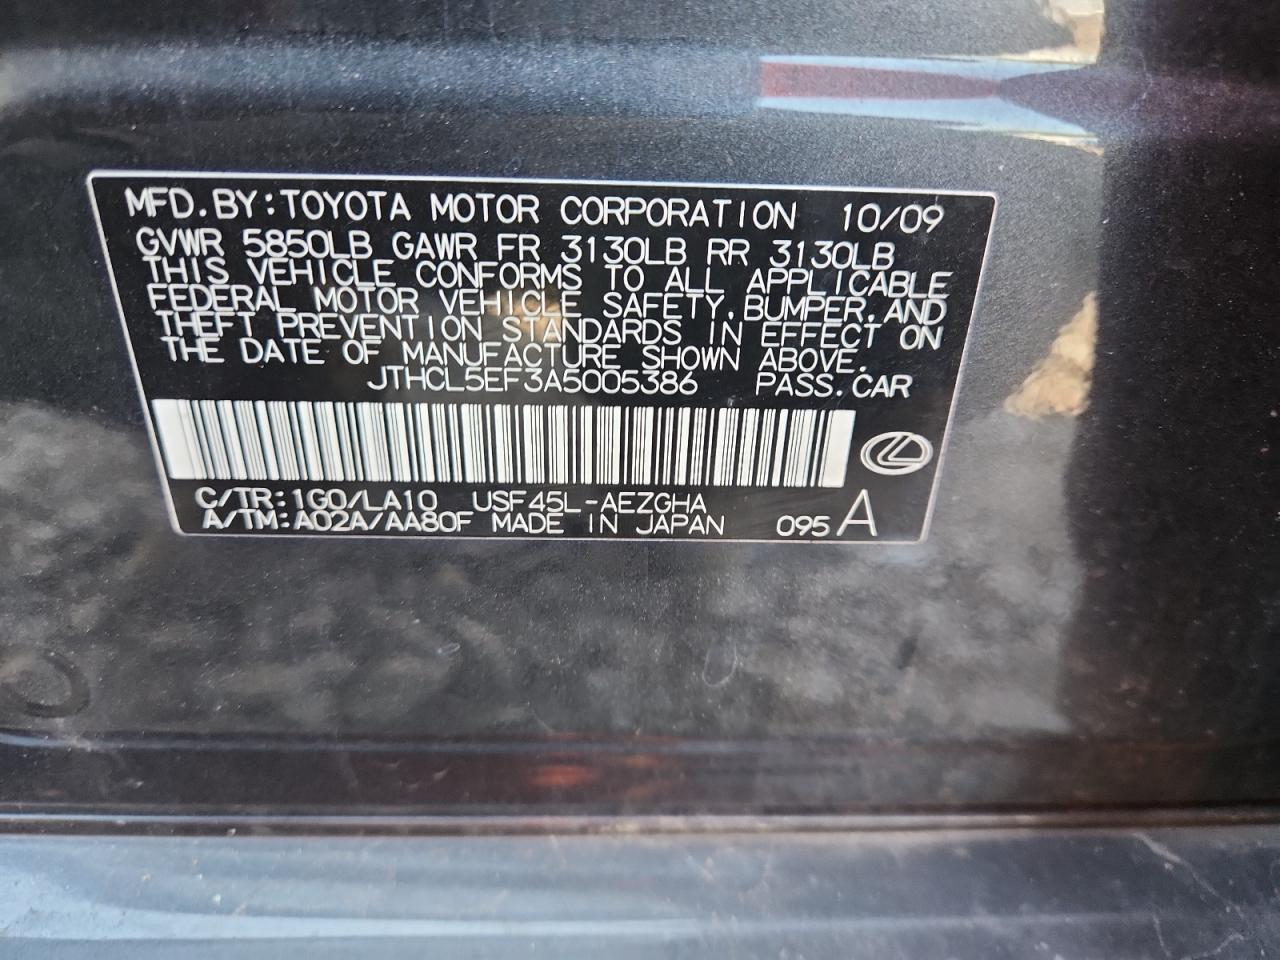 MFD. BY: TOYOTA MOTOR CORPORATION 10/09
GVWR 5850LB GAWR FR 3130LB RR 3130LB
THIS VEHICLE CONFORMS TO ALL APPLICABLE
FEDERAL MOTOR VEHICLE SAFETY, BUMPER, AND
THEFT PREVENTION STANDARDS IN EFFECT ON
THE DATE OF MANUFACTURE SHOWN ABOVE.
JTHCL5EF3A5005386 PASS. CAR
C/TR: 1G0/LA10 USF45L-AEZGHA
A/TM: A02A/AA80F MADE IN JAPAN 095 A